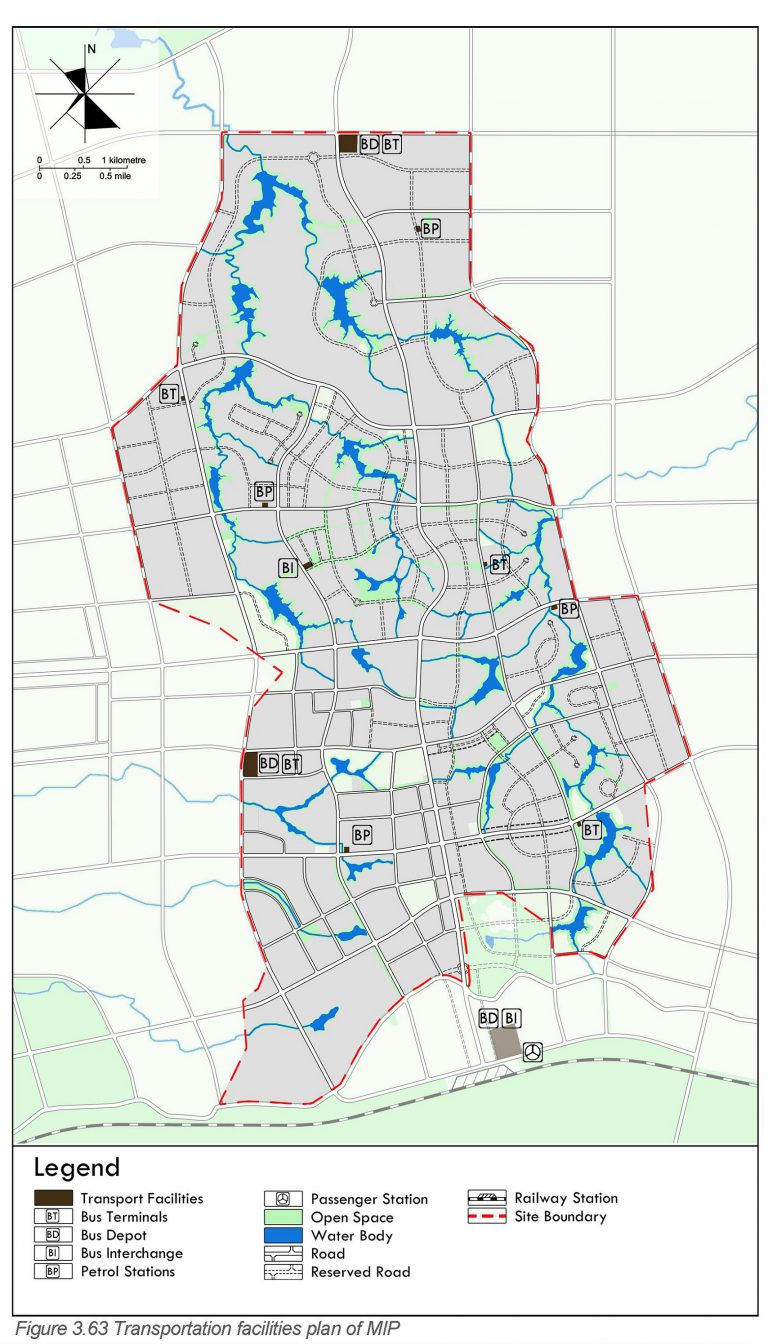 N
0 0.5 1 kilometre
0 0.25 0.5 mile
BD BT
BP
BT
BP
BI
BT
BP
BD BT
BP
BT
BD BI
Legend
Transport Facilities
BT Bus Terminals
BD Bus Depot
BI Bus Interchange
BP Petrol Stations
Passenger Station
Open Space
Water Body
Road
Reserved Road
Railway Station
Site Boundary
Figure 3.63 Transportation facilities plan of MIP